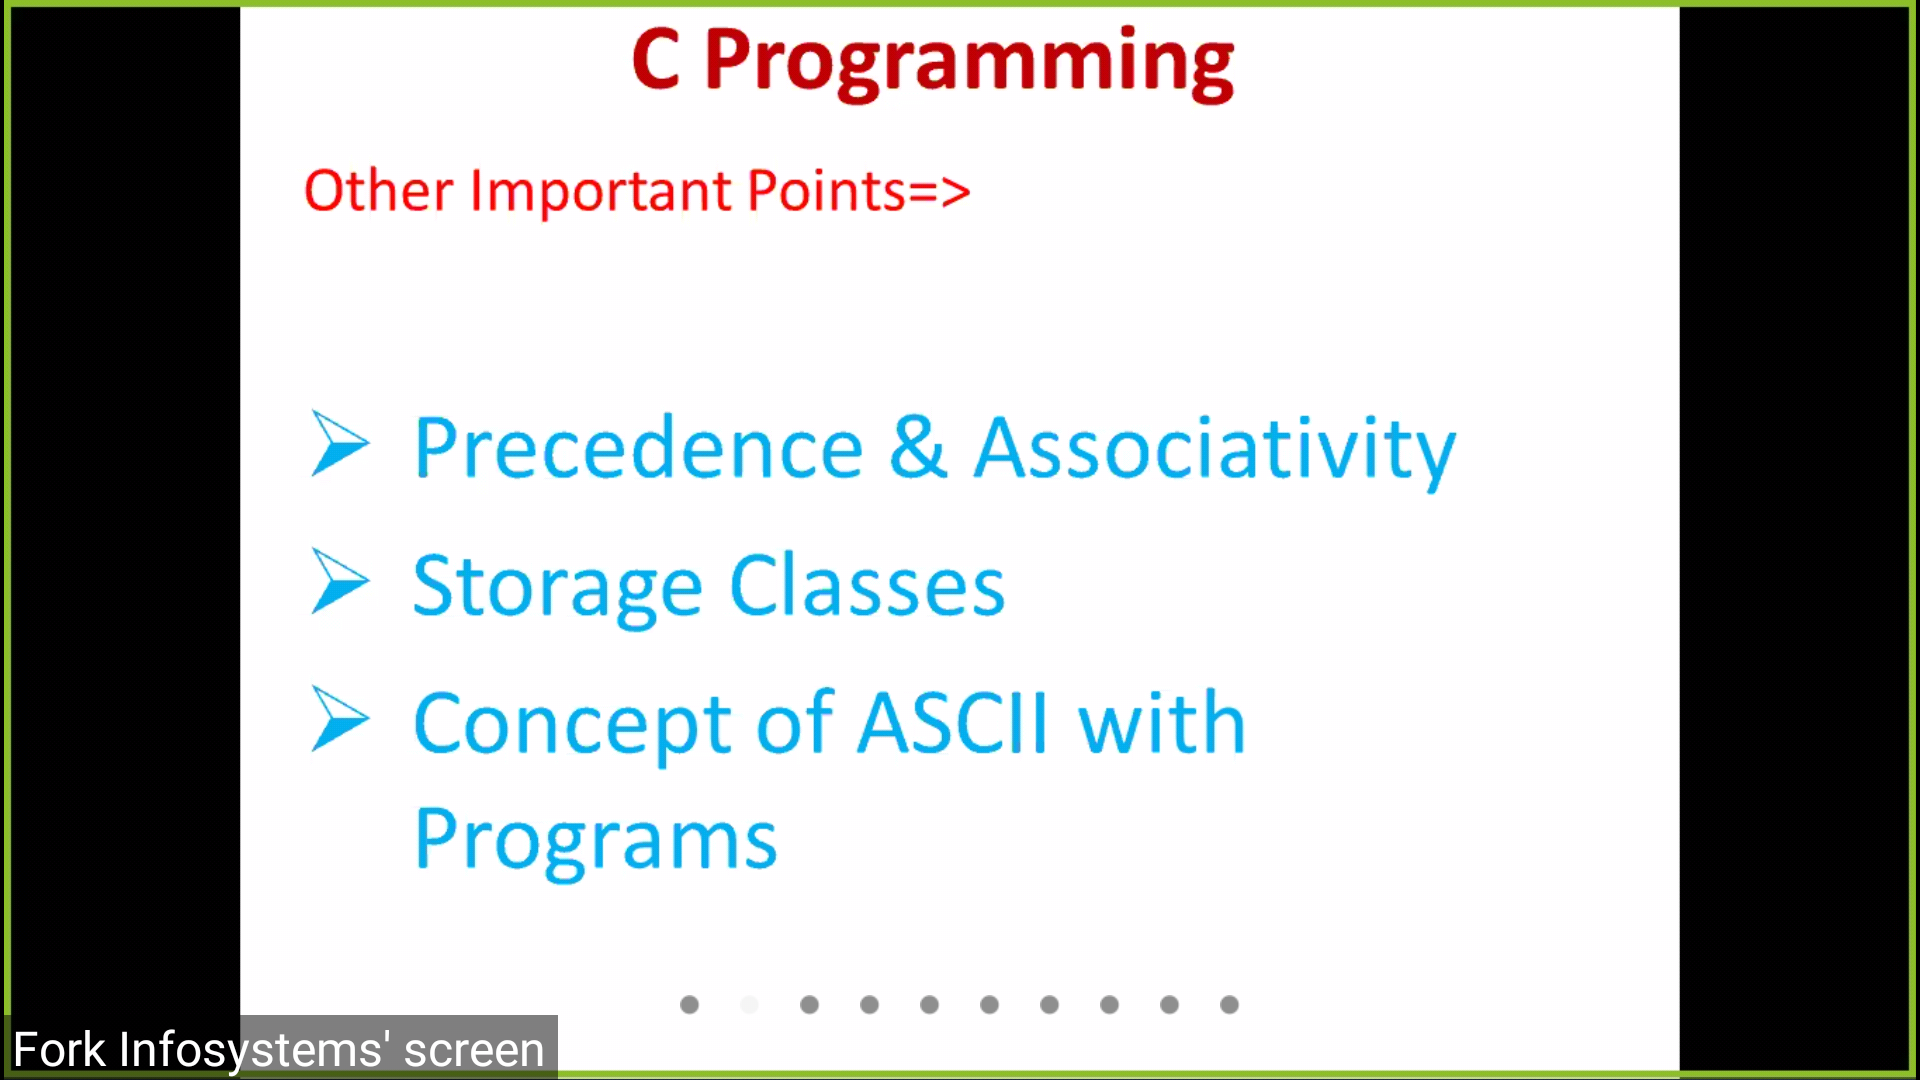 C Programming
Other Important Points=>
Precedence & Associativity
Storage Classes
Concept of ASCII with
Programs
Fork Infosystems' screen